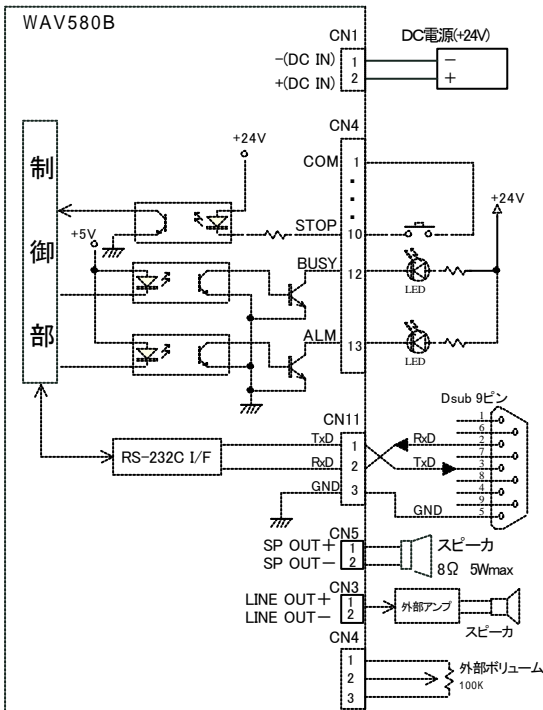 WAV580B
CN1
DC電源(+24V)
-(DC IN)
1
-
+(DC IN)
2
+
CN4
+24V
COM
1
制御部
+24V
STOP
10
+5V
BUSY
12
LED
ALM
13
LED
CN11
Dsub 9ピン
TxD
1
RxD
RxD
2
TxD
GND
3
GND
RS-232C I/F
1
6
2
7
3
8
4
9
5
CN5
SP OUT+
1
SP OUT-
2
スピーカ
8Ω 5Wmax
CN3
LINE OUT+
1
LINE OUT-
2
外部アンプ
スピーカ
CN4
1
2
3
外部ボリューム
100K